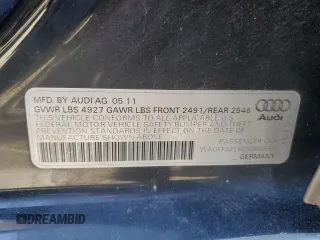 MFD. BY AUDI AG 05.11
GVWR LBS 4927 GAWR LBS FRONT 2491/REAR 2546
THIS VEHICLE CONFORMS TO ALL APPLICABLE U.S.
FEDERAL MOTOR VEHICLE SAFETY BUMPER AND THEFT
PREVENTION STANDARDS IN EFFECT ON THE DATE OF
MANUFACTURE SHOWN ABOVE.
Audi
PASSENGER CAR
GERMANY
DREAMBID